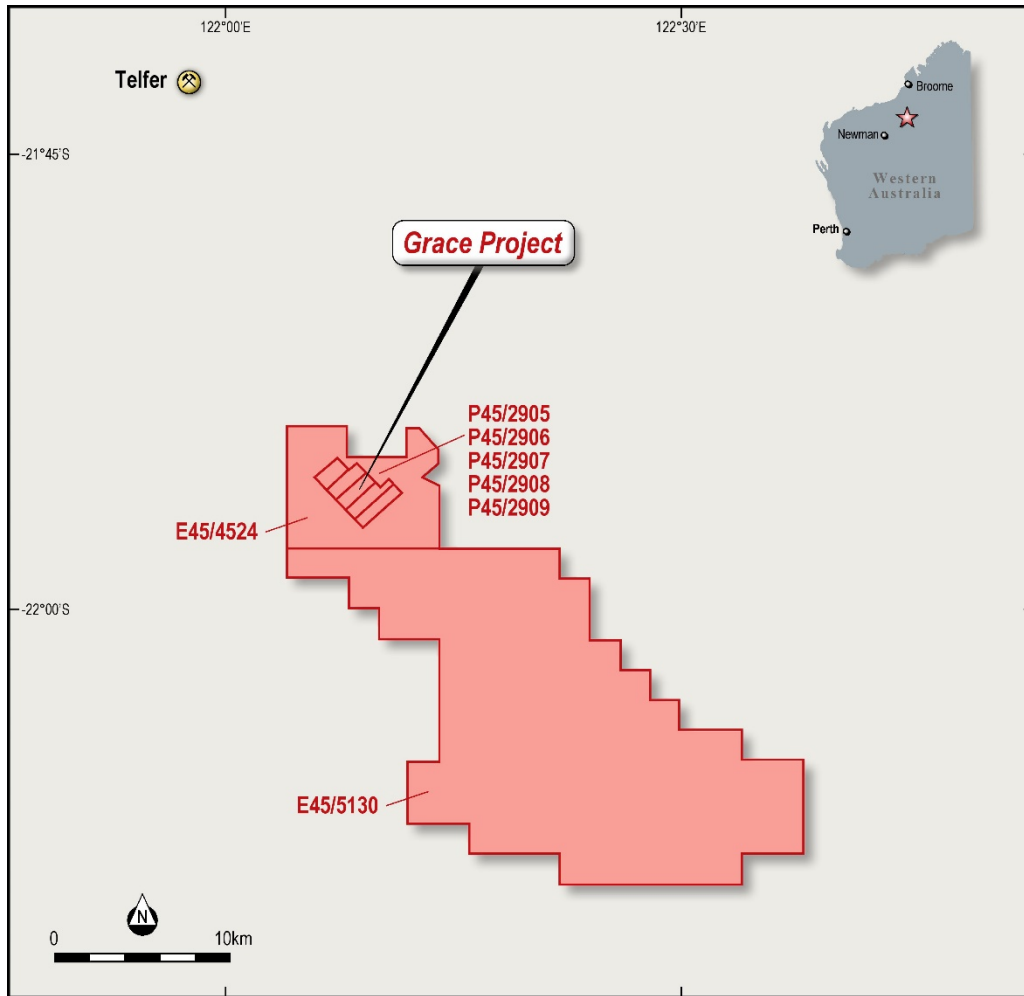 122°00'E
122°30'E
Telfer
Broome
Newman
-21°45'S
Western
Australia
Perth
Grace Project
P45/2905
P45/2906
P45/2907
P45/2908
P45/2909
E45/4524
-22°00'S
E45/5130
N
0 10km